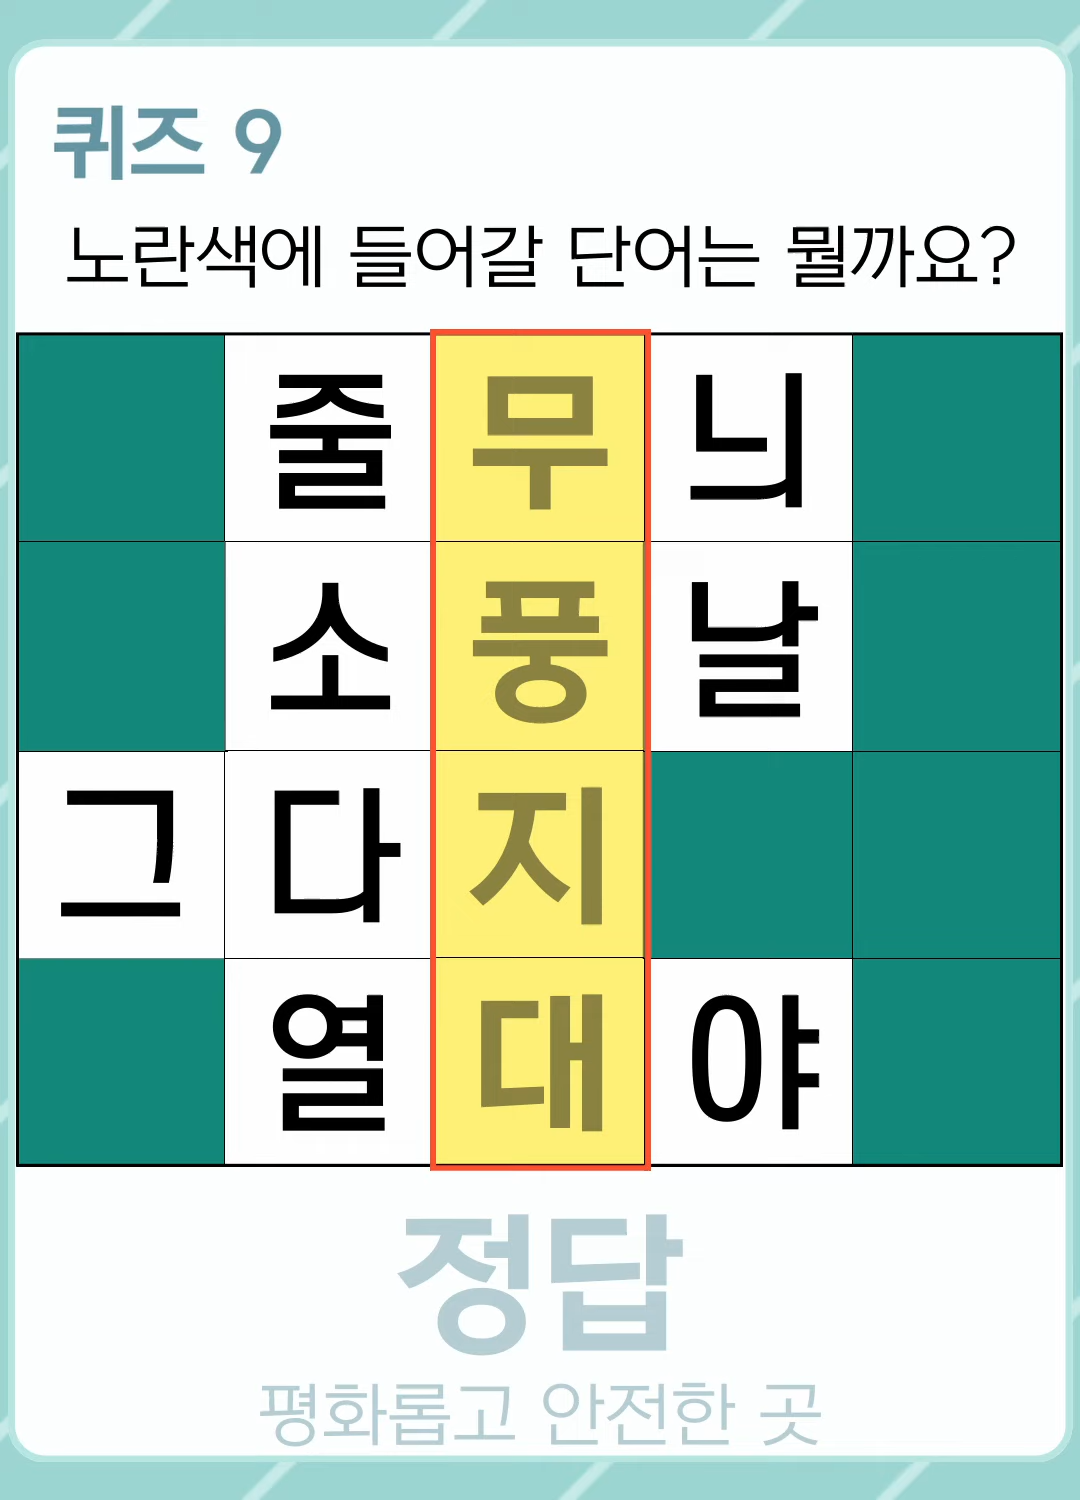 퀴즈 9
노란색에 들어갈 단어는 뭘까요?
줄 무 늬
소 풍 날
그 다 지
열 대 야
정답
평화롭고 안전한 곳